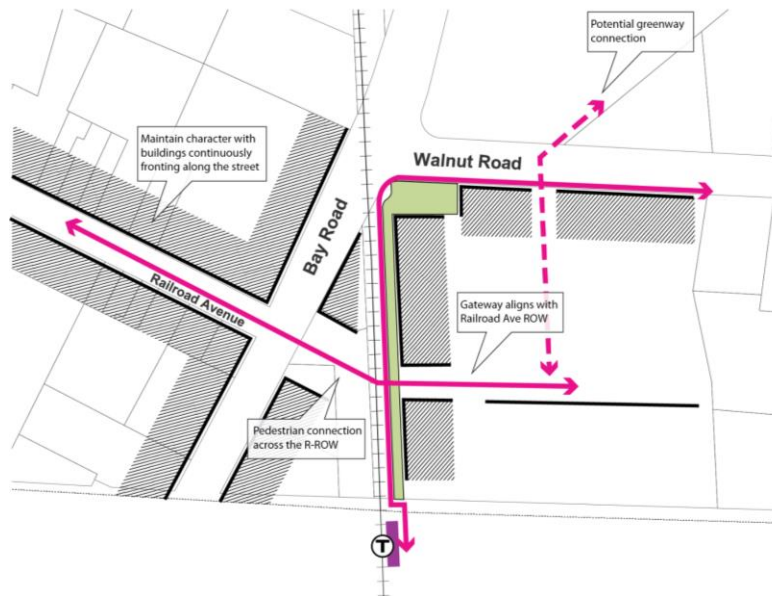 Potential greenway
connection
Maintain character with
buildings continuously
fronting along the street
Walnut Road
Bay Road
Railroad Avenue
Gateway aligns with
Railroad Ave ROW
Pedestrian connection
across the R-ROW
T